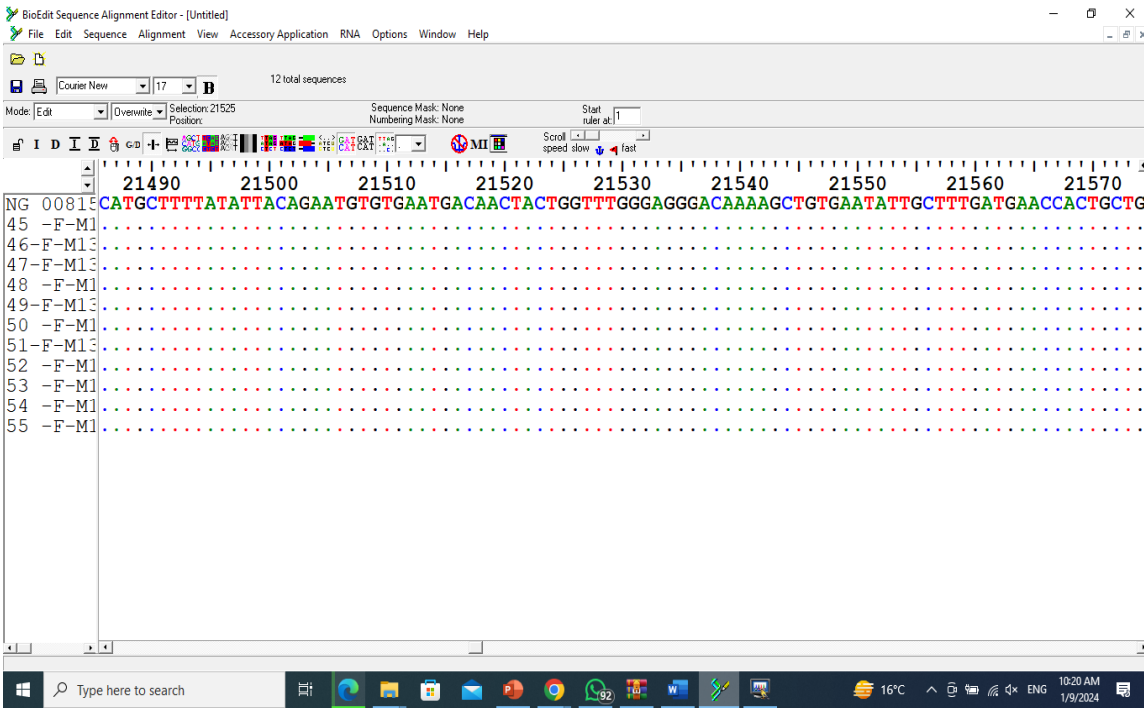 BioEdit Sequence Alignment Editor - [Untitled]
File Edit Sequence Alignment View Accessory Application RNA Options Window Help
Courier New 17 B 12 total sequences
Mode: Edit Overwrite Selection: 21525 Sequence Mask: None Start
Position: Numbering Mask: None ruler at: 1
I D I D G/D MI Scroll
speed slow fast
21490 21500 21510 21520 21530 21540 21550 21560 21570
NG 00815 CATGCTTTTATATTACAGAATGTGTGAATGACAACTACTGGTTTGGGAGGGACAAAAGCTGTGAATATTGCTTTGATGAACCACTGCTG
45 -F-M1
46-F-M13
47-F-M13
48 -F-M1
49-F-M13
50 -F-M1
51-F-M13
52 -F-M1
53 -F-M1
54 -F-M1
55 -F-M1
Type here to search 92 16°C ENG 10:20 AM
1/9/2024